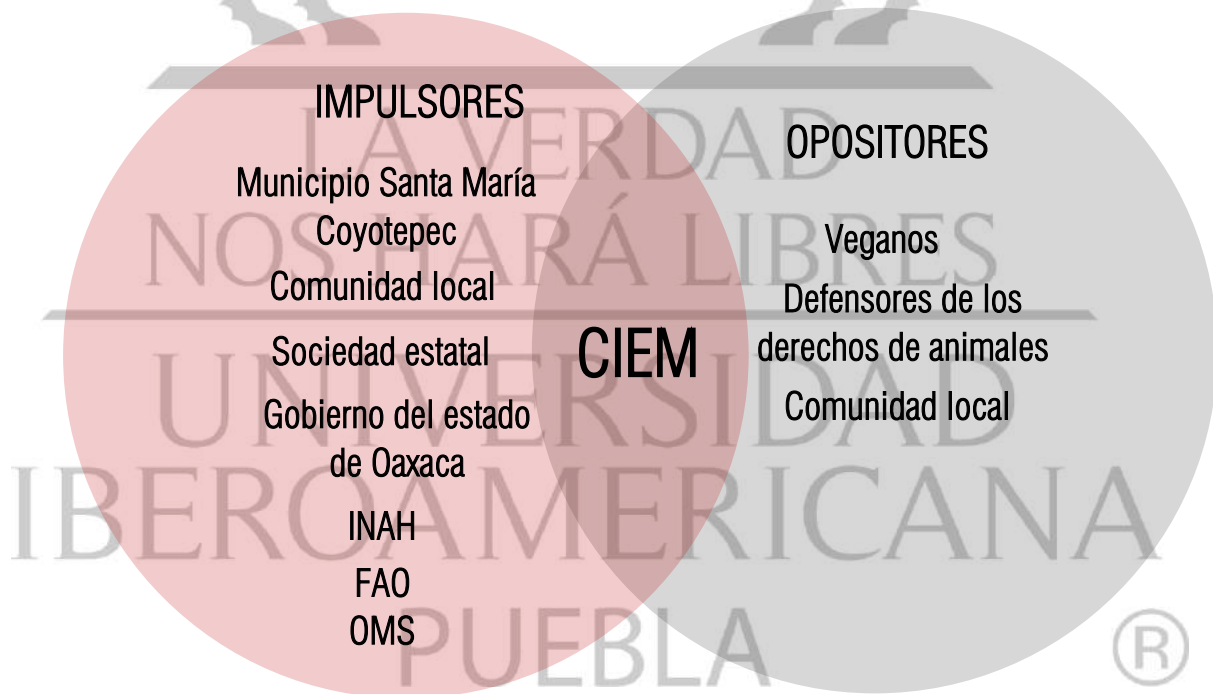 IMPULSORES
Municipio Santa María
Coyotepec
Comunidad local
Sociedad estatal
Gobierno del estado
de Oaxaca
INAH
FAO
OMS
CIEM
OPOSITORES
Veganos
Defensores de los
derechos de animales
Comunidad local
LA VERDAD
NOS HARÁ LIBRES
UNIVERSIDAD
IBEROAMERICANA
PUEBLA
®